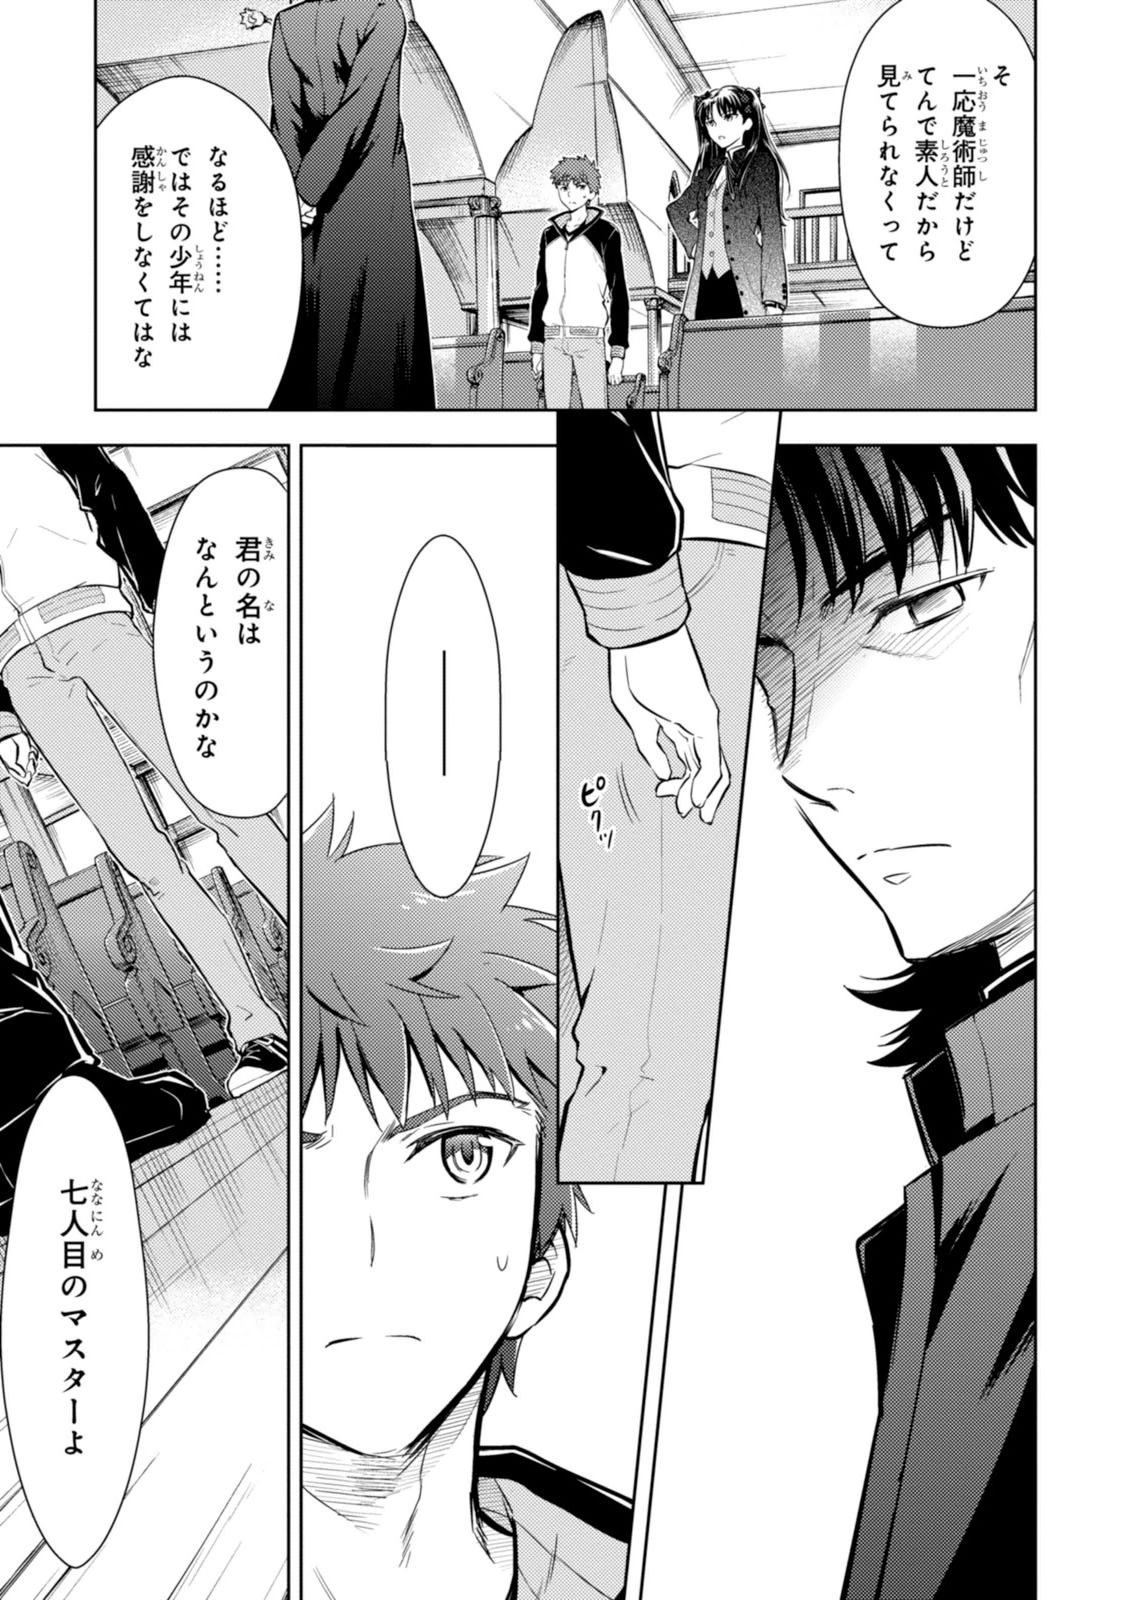 そ
一応魔術師だけど
てんで素人だから
見てられなくって
なるほど……
ではその少年には
感謝をしなくてはな
ピクッ
―
君の名は
なんというのかな
七人目のマスターよ